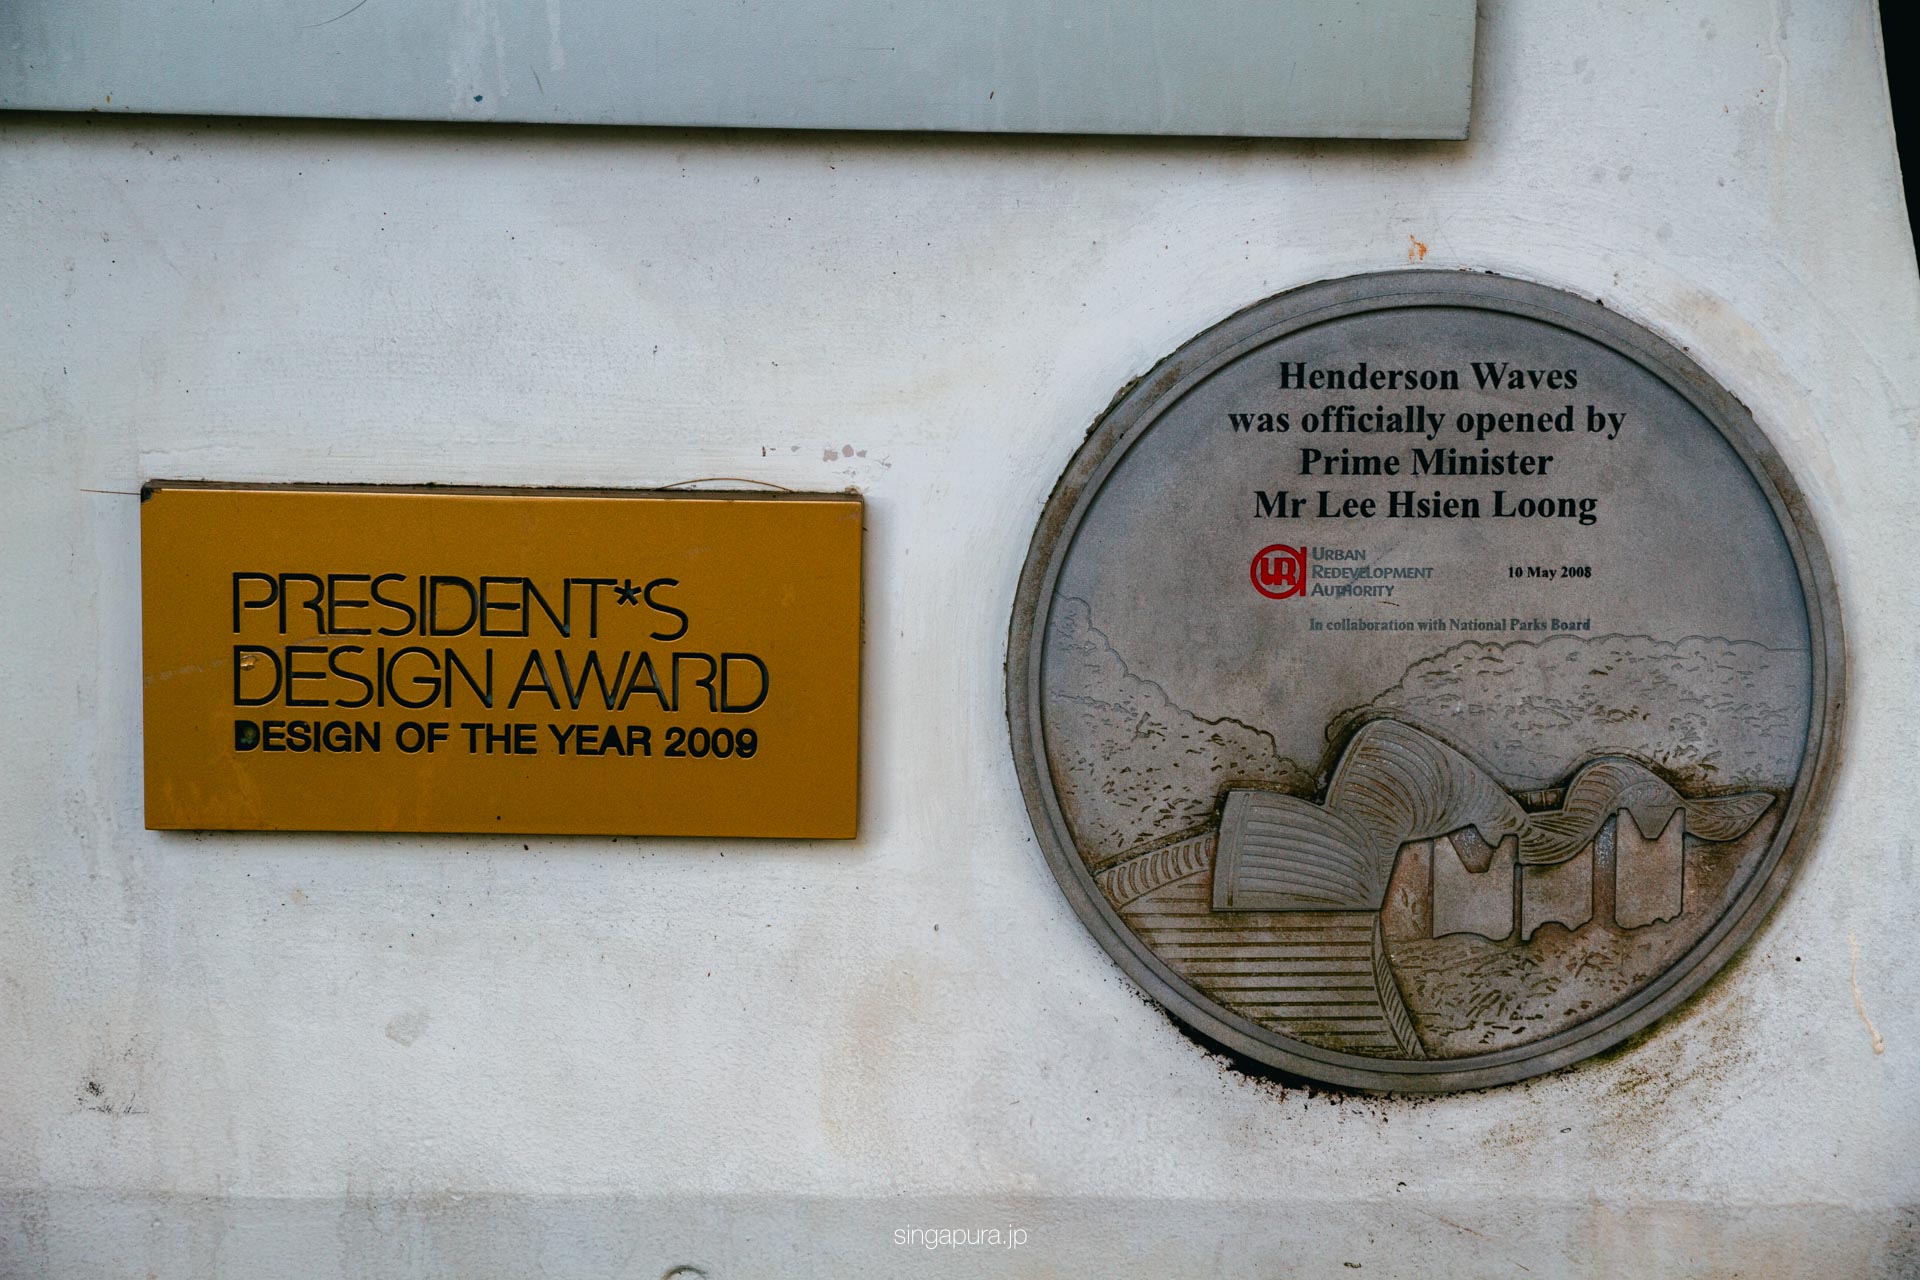 PRESIDENT*S
DESIGN AWARD
DESIGN OF THE YEAR 2009
Henderson Waves
was officially opened by
Prime Minister
Mr Lee Hsien Loong
URA
URBAN
REDEVELOPMENT
AUTHORITY
10 May 2008
In collaboration with National Parks Board
singapura.jp